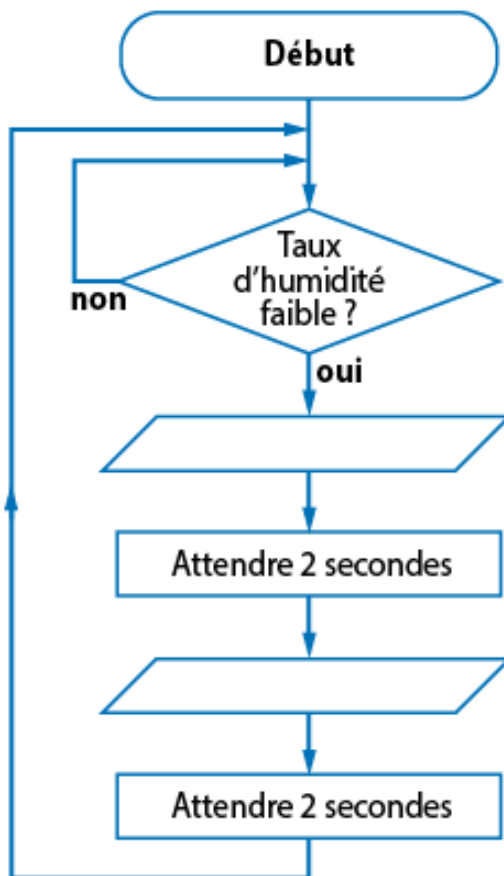 Début
Taux
d'humidité
faible ?
non
oui
Attendre 2 secondes
Attendre 2 secondes